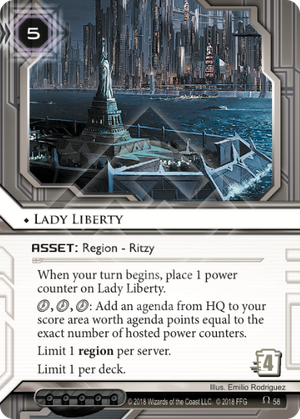 5
♦ LADY LIBERTY
ASSET: Region - Ritzy
When your turn begins, place 1 power
counter on Lady Liberty.
, , : Add an agenda from HQ to your
score area worth agenda points equal to the
exact number of hosted power counters.
Limit 1 region per server.
Limit 1 per deck.
4
Illus. Emilio Rodriguez
© 2018 Wizards of the Coast LLC. © 2018 FFG
58